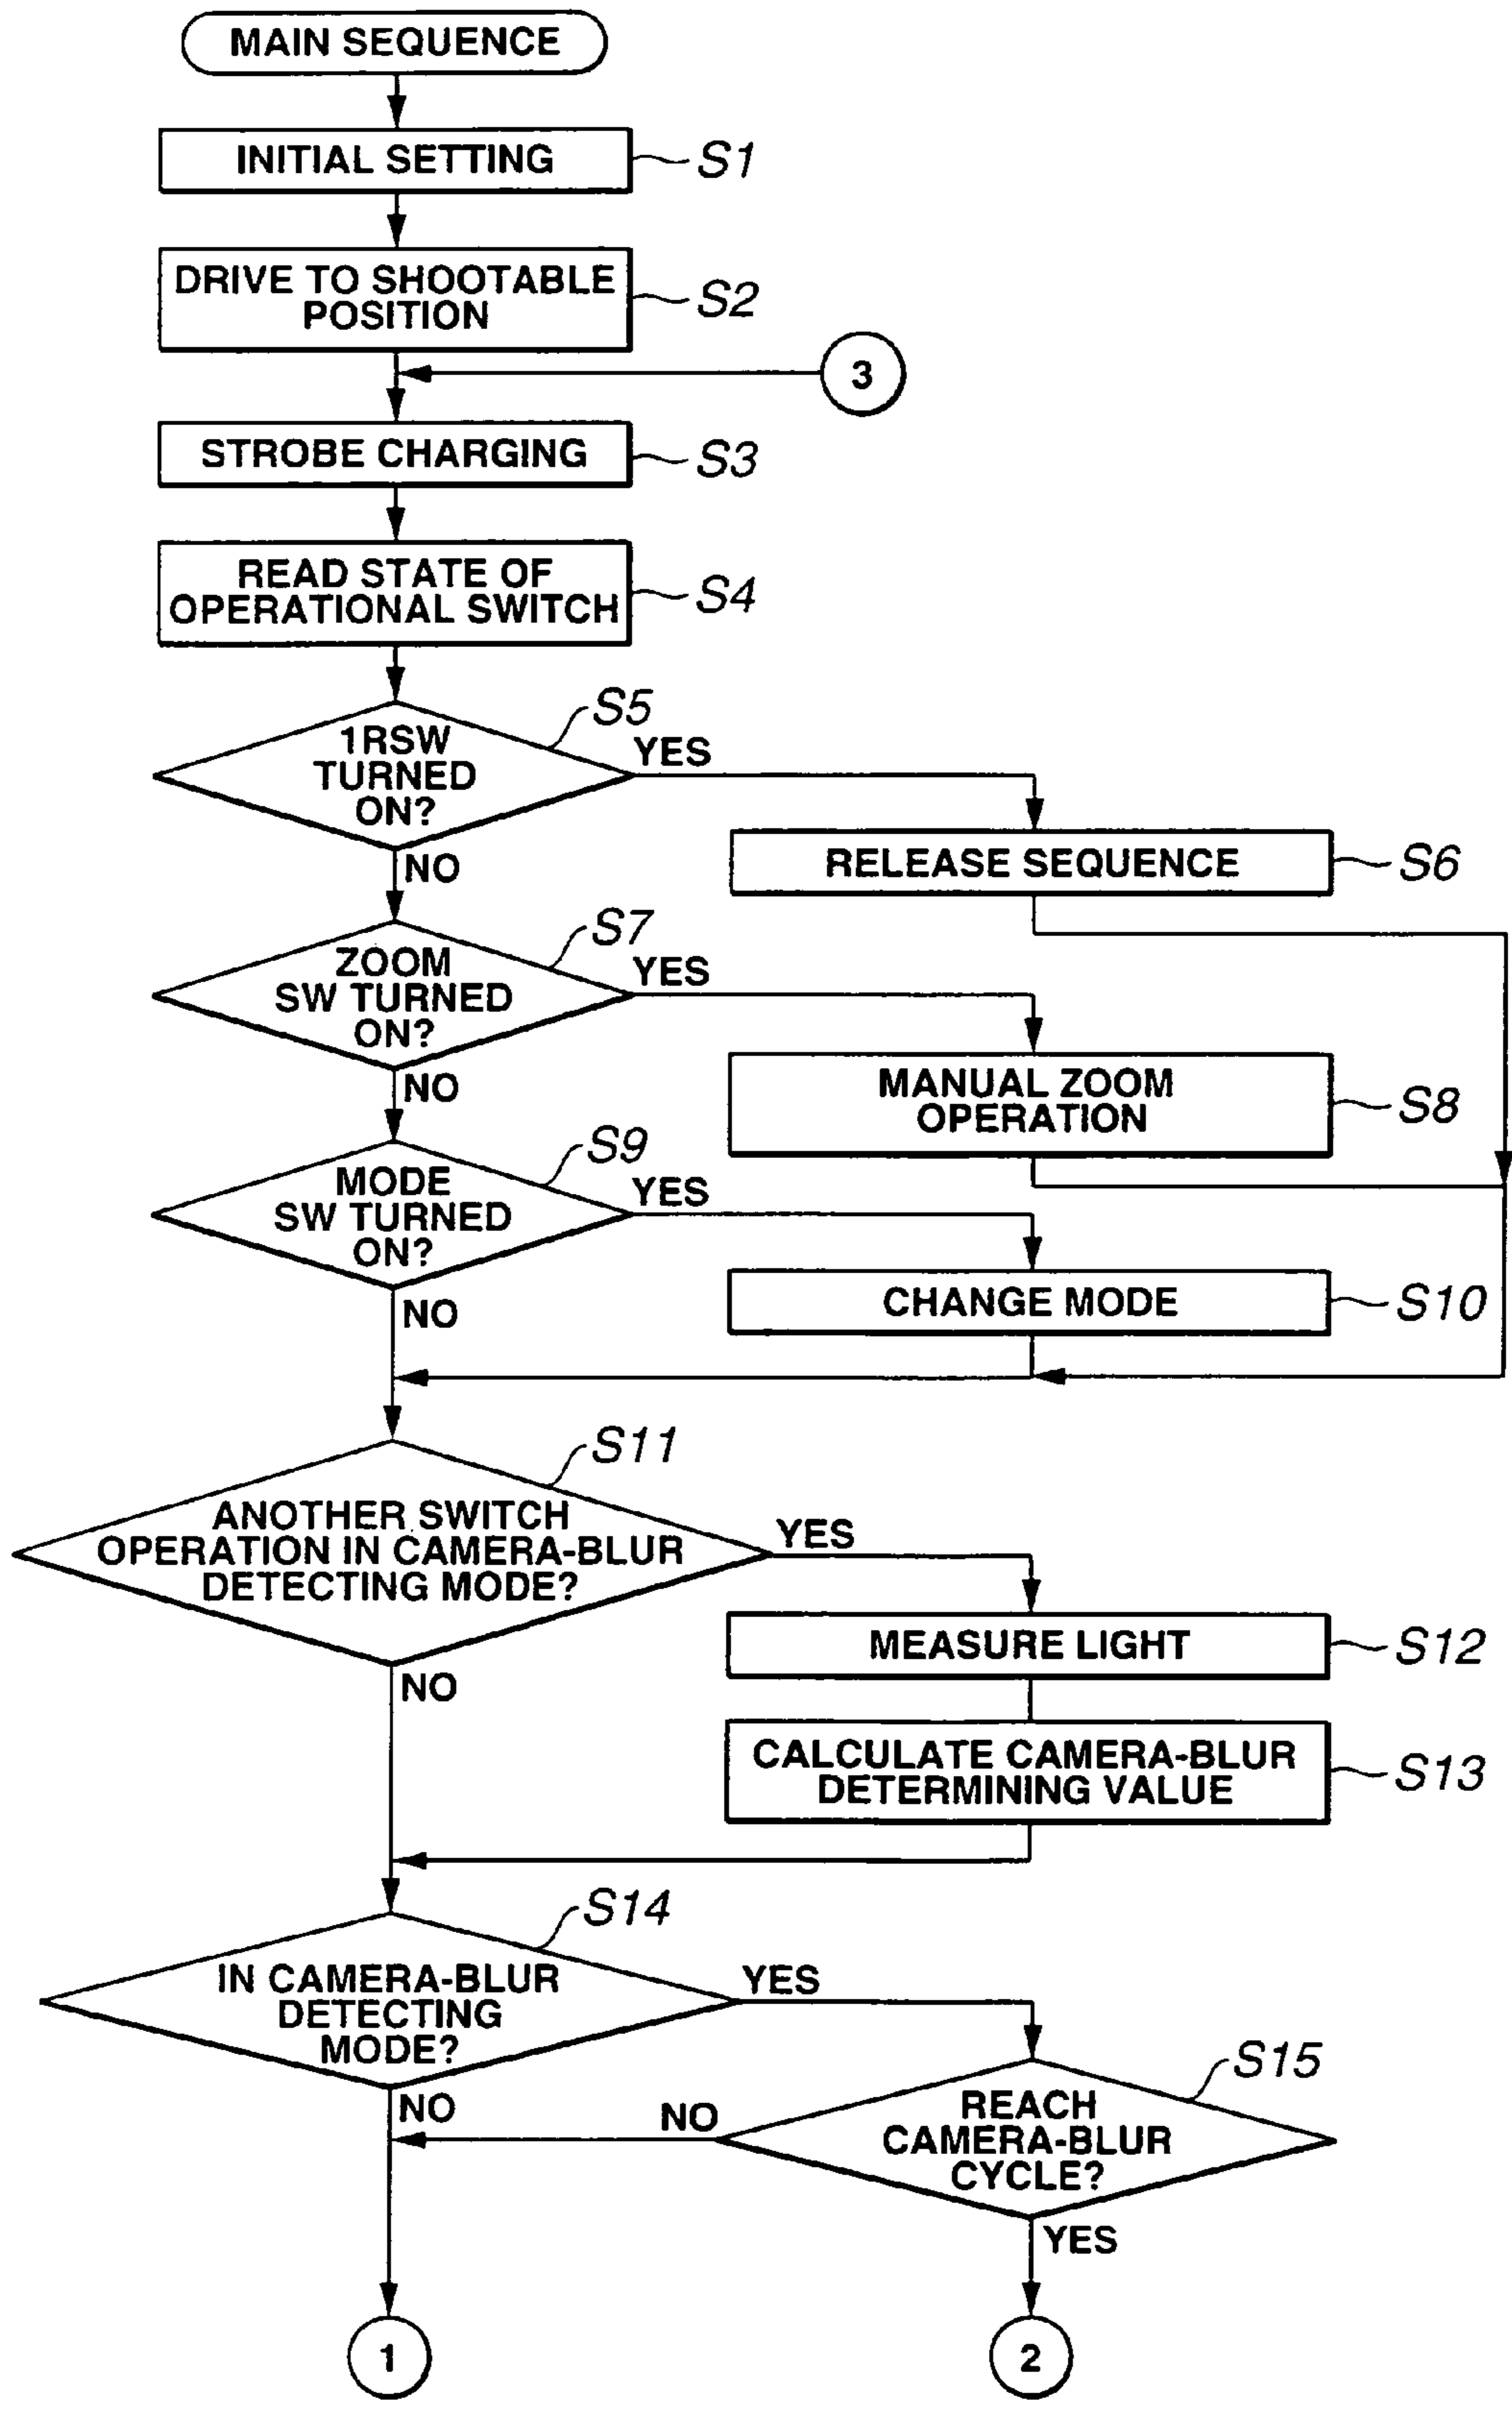 MAIN SEQUENCE
INITIAL SETTING
S1
DRIVE TO SHOOTABLE
POSITION
S2
3
STROBE CHARGING
S3
READ STATE OF
OPERATIONAL SWITCH
S4
S5
1RSW
TURNED
ON?
YES
NO
RELEASE SEQUENCE
S6
S7
ZOOM
SW TURNED
ON?
YES
NO
MANUAL ZOOM
OPERATION
S8
S9
MODE
SW TURNED
ON?
YES
NO
CHANGE MODE
S10
S11
ANOTHER SWITCH
OPERATION IN CAMERA-BLUR
DETECTING MODE?
YES
NO
MEASURE LIGHT
S12
CALCULATE CAMERA-BLUR
DETERMINING VALUE
S13
S14
IN CAMERA-BLUR
DETECTING
MODE?
YES
NO
S15
REACH
CAMERA-BLUR
CYCLE?
NO
YES
1
2